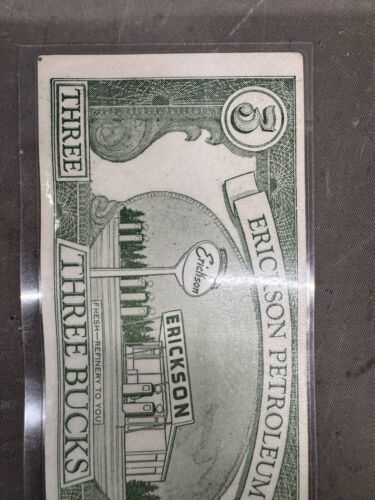 3
THREE
ERICKSON PETROLEUM
Erickson
ERICKSON
FRESH-REFINERY TO YOU
THREE BUCKS